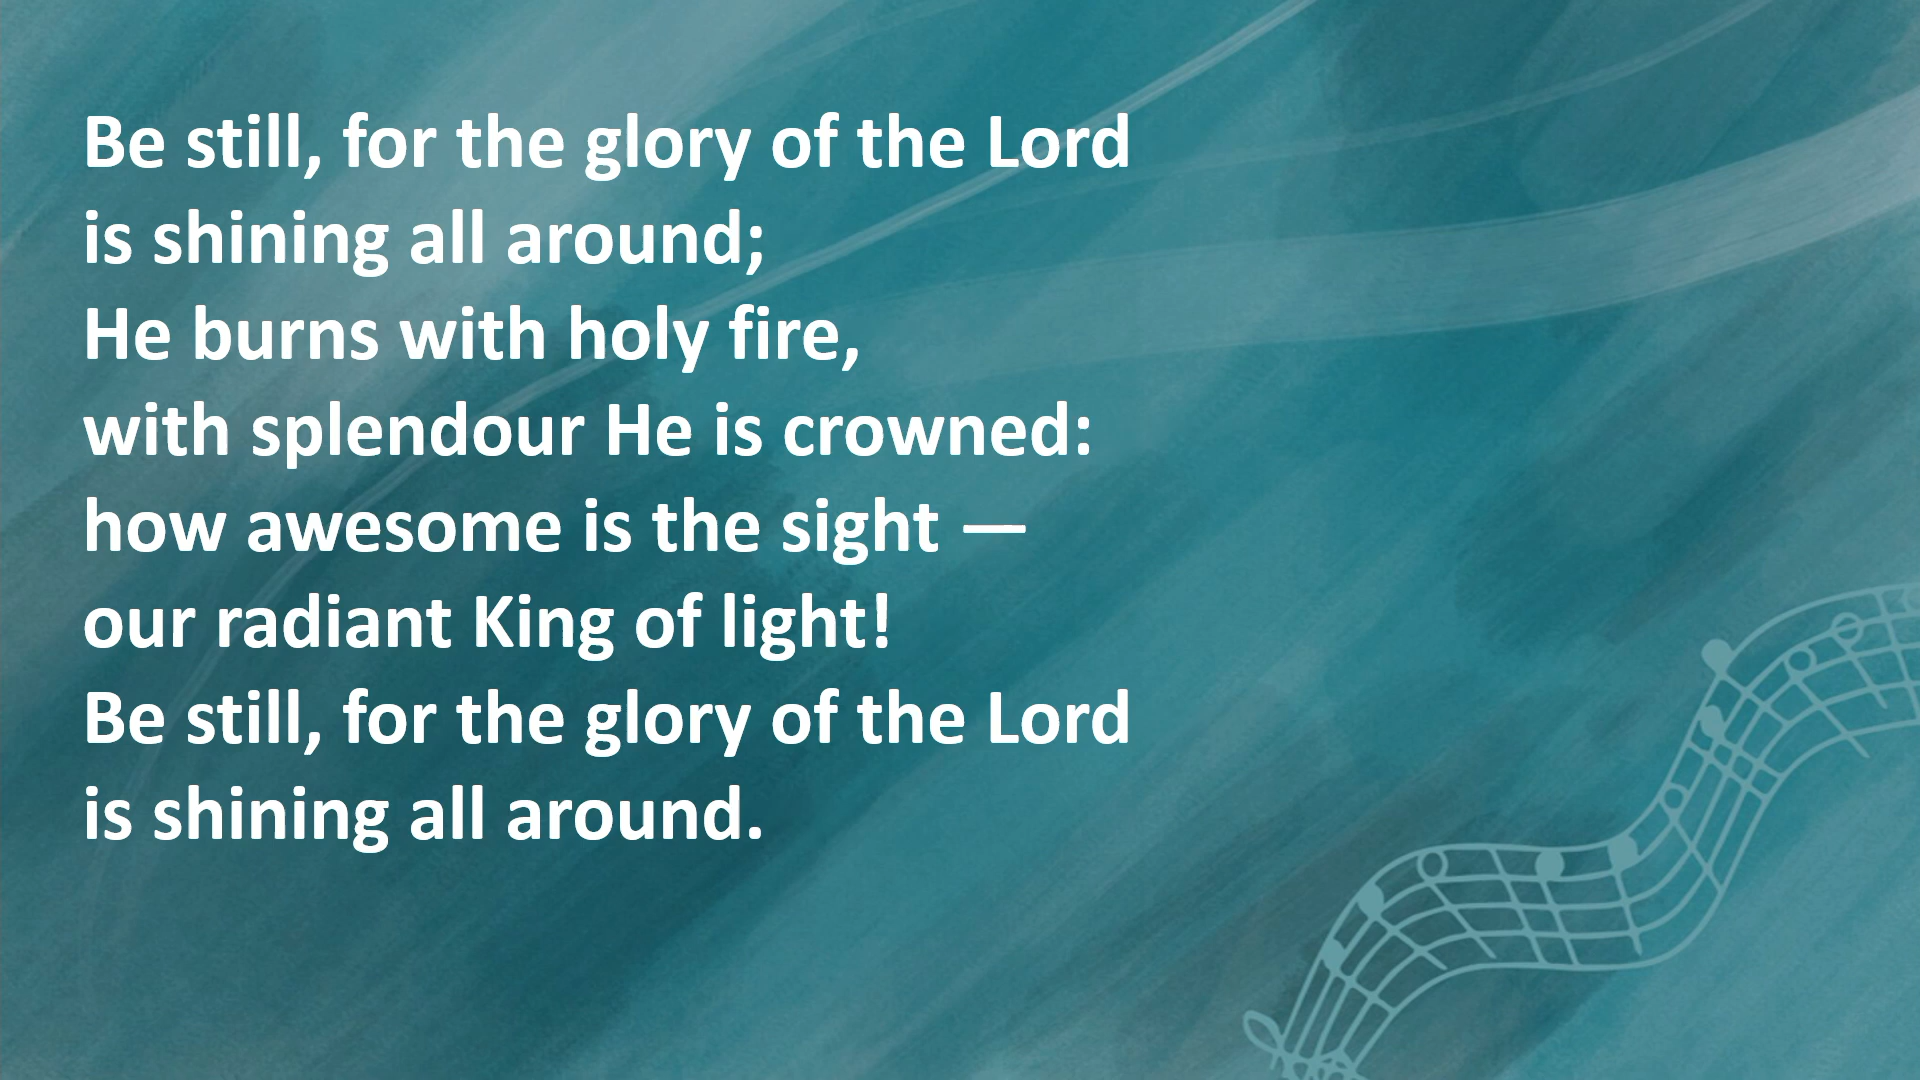 Be still, for the glory of the Lord
is shining all around;
He burns with holy fire,
with splendour He is crowned:
how awesome is the sight —
our radiant King of light!
Be still, for the glory of the Lord
is shining all around.